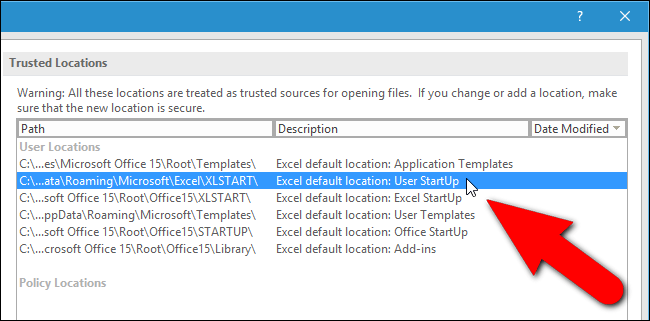 ?
Trusted Locations
Warning: All these locations are treated as trusted sources for opening files. If you change or add a location, make
sure that the new location is secure.
Path Description Date Modified
User Locations
C:\...es\Microsoft Office 15\Root\Templates\ Excel default location: Application Templates
C:\...ata\Roaming\Microsoft\Excel\XLSTART\ Excel default location: User StartUp
C:\...soft Office 15\Root\Office15\XLSTART\ Excel default location: Excel StartUp
C:\...ppData\Roaming\Microsoft\Templates\ Excel default location: User Templates
C:\...soft Office 15\Root\Office15\STARTUP\ Excel default location: Office StartUp
C:\...crosoft Office 15\Root\Office15\Library\ Excel default location: Add-ins
Policy Locations